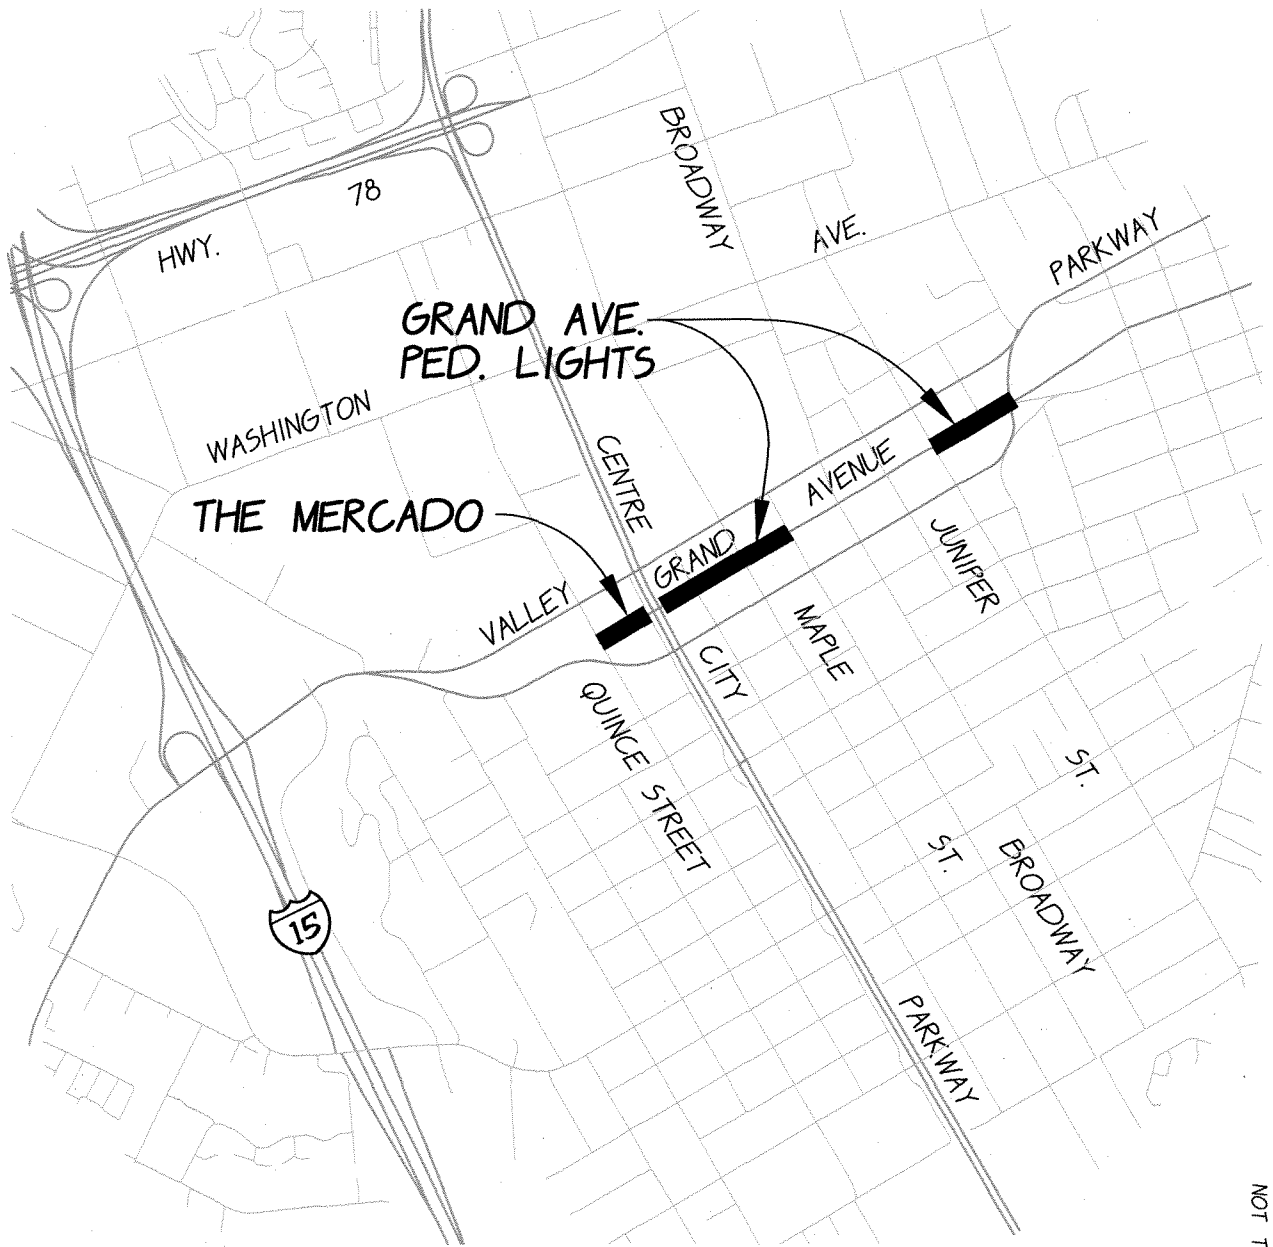 BROADWAY
78
HWY.
AVE.
PARKWAY
GRAND AVE.
PED. LIGHTS
WASHINGTON
CENTRE
AVENUE
THE MERCADO
GRAND
JUNIPER
VALLEY
MAPLE
CITY
QUINCE STREET
ST.
ST.
BROADWAY
15
PARKWAY
NOT